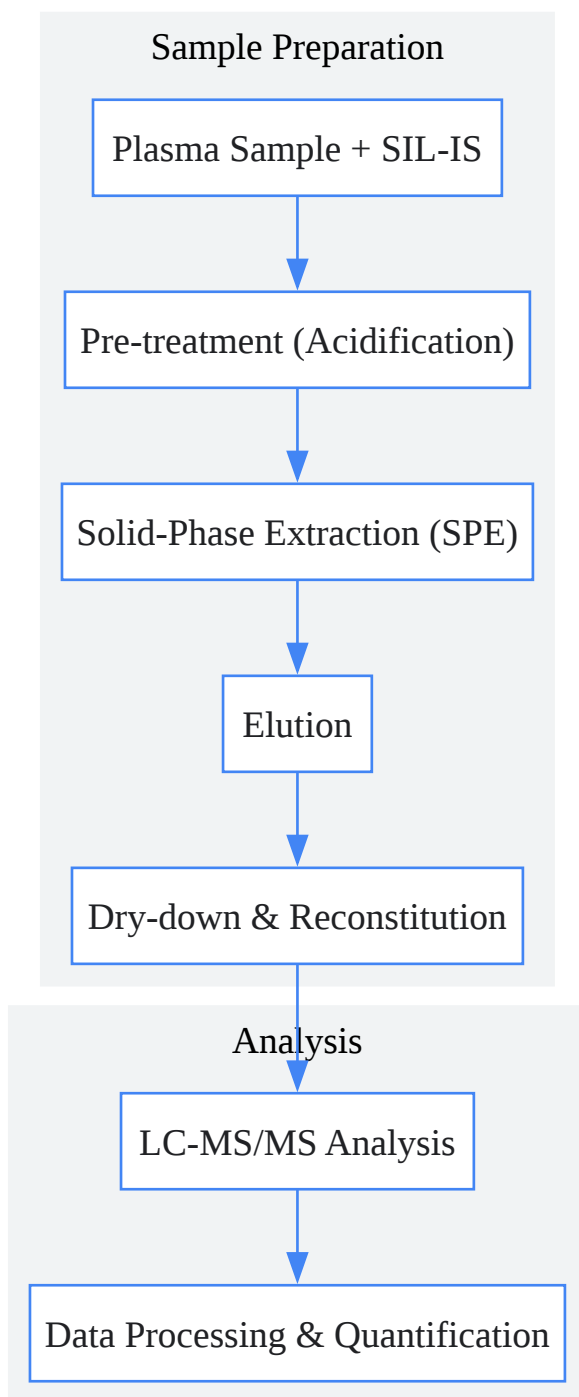 Sample Preparation
Plasma Sample + SIL-IS
Pre-treatment (Acidification)
Solid-Phase Extraction (SPE)
Elution
Dry-down & Reconstitution
Analysis
LC-MS/MS Analysis
Data Processing & Quantification